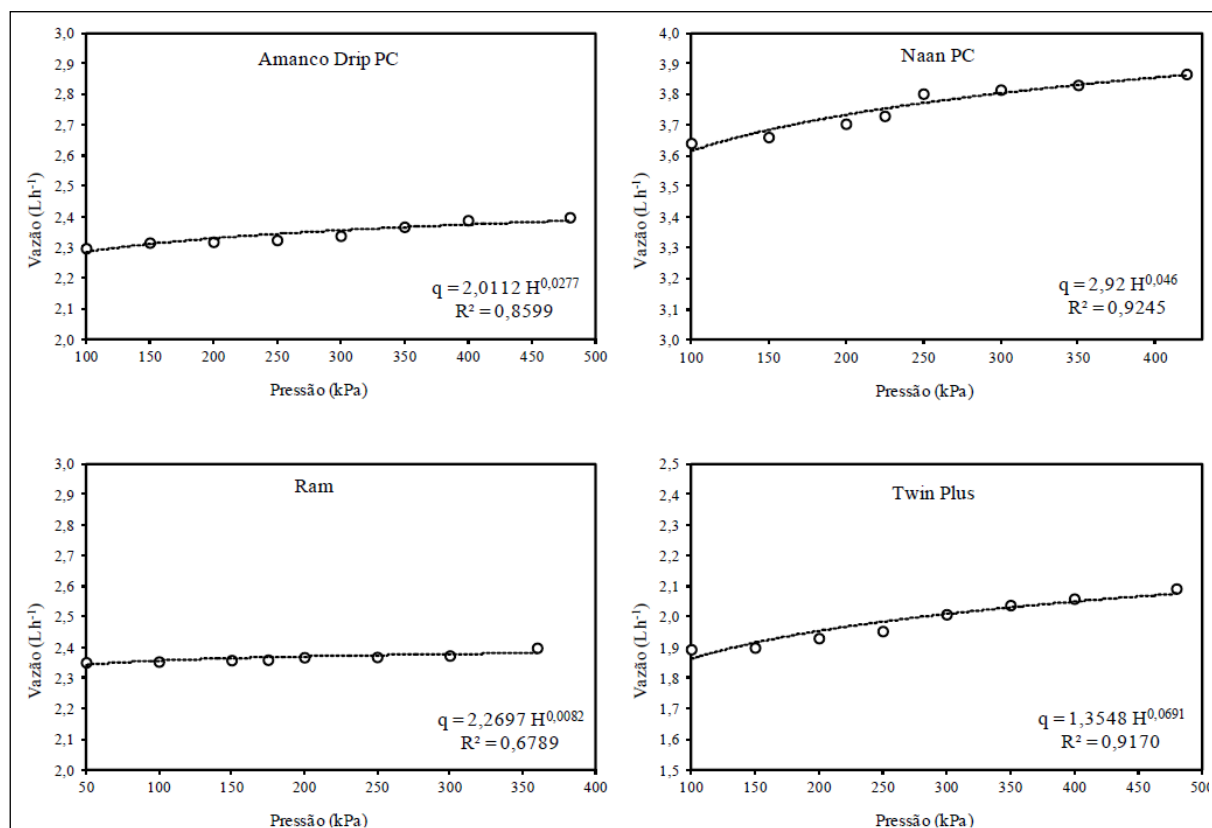 Amanco Drip PC
Vazão (L h⁻¹)
3,0
2,9
2,8
2,7
2,6
2,5
2,4
2,3
2,2
2,1
2,0
q = 2,0112 H^0,0277
R² = 0,8599
100 150 200 250 300 350 400 450 500
Pressão (kPa)
Naan PC
Vazão (L h⁻¹)
4,0
3,9
3,8
3,7
3,6
3,5
3,4
3,3
3,2
3,1
3,0
q = 2,92 H^0,046
R² = 0,9245
100 150 200 250 300 350 400
Pressão (kPa)
Ram
Vazão (L h⁻¹)
3,0
2,9
2,8
2,7
2,6
2,5
2,4
2,3
2,2
2,1
2,0
q = 2,2697 H^0,0082
R² = 0,6789
50 100 150 200 250 300 350 400
Pressão (kPa)
Twin Plus
Vazão (L h⁻¹)
2,5
2,4
2,3
2,2
2,1
2,0
1,9
1,8
1,7
1,6
1,5
q = 1,3548 H^0,0691
R² = 0,9170
100 150 200 250 300 350 400 450 500
Pressão (kPa)